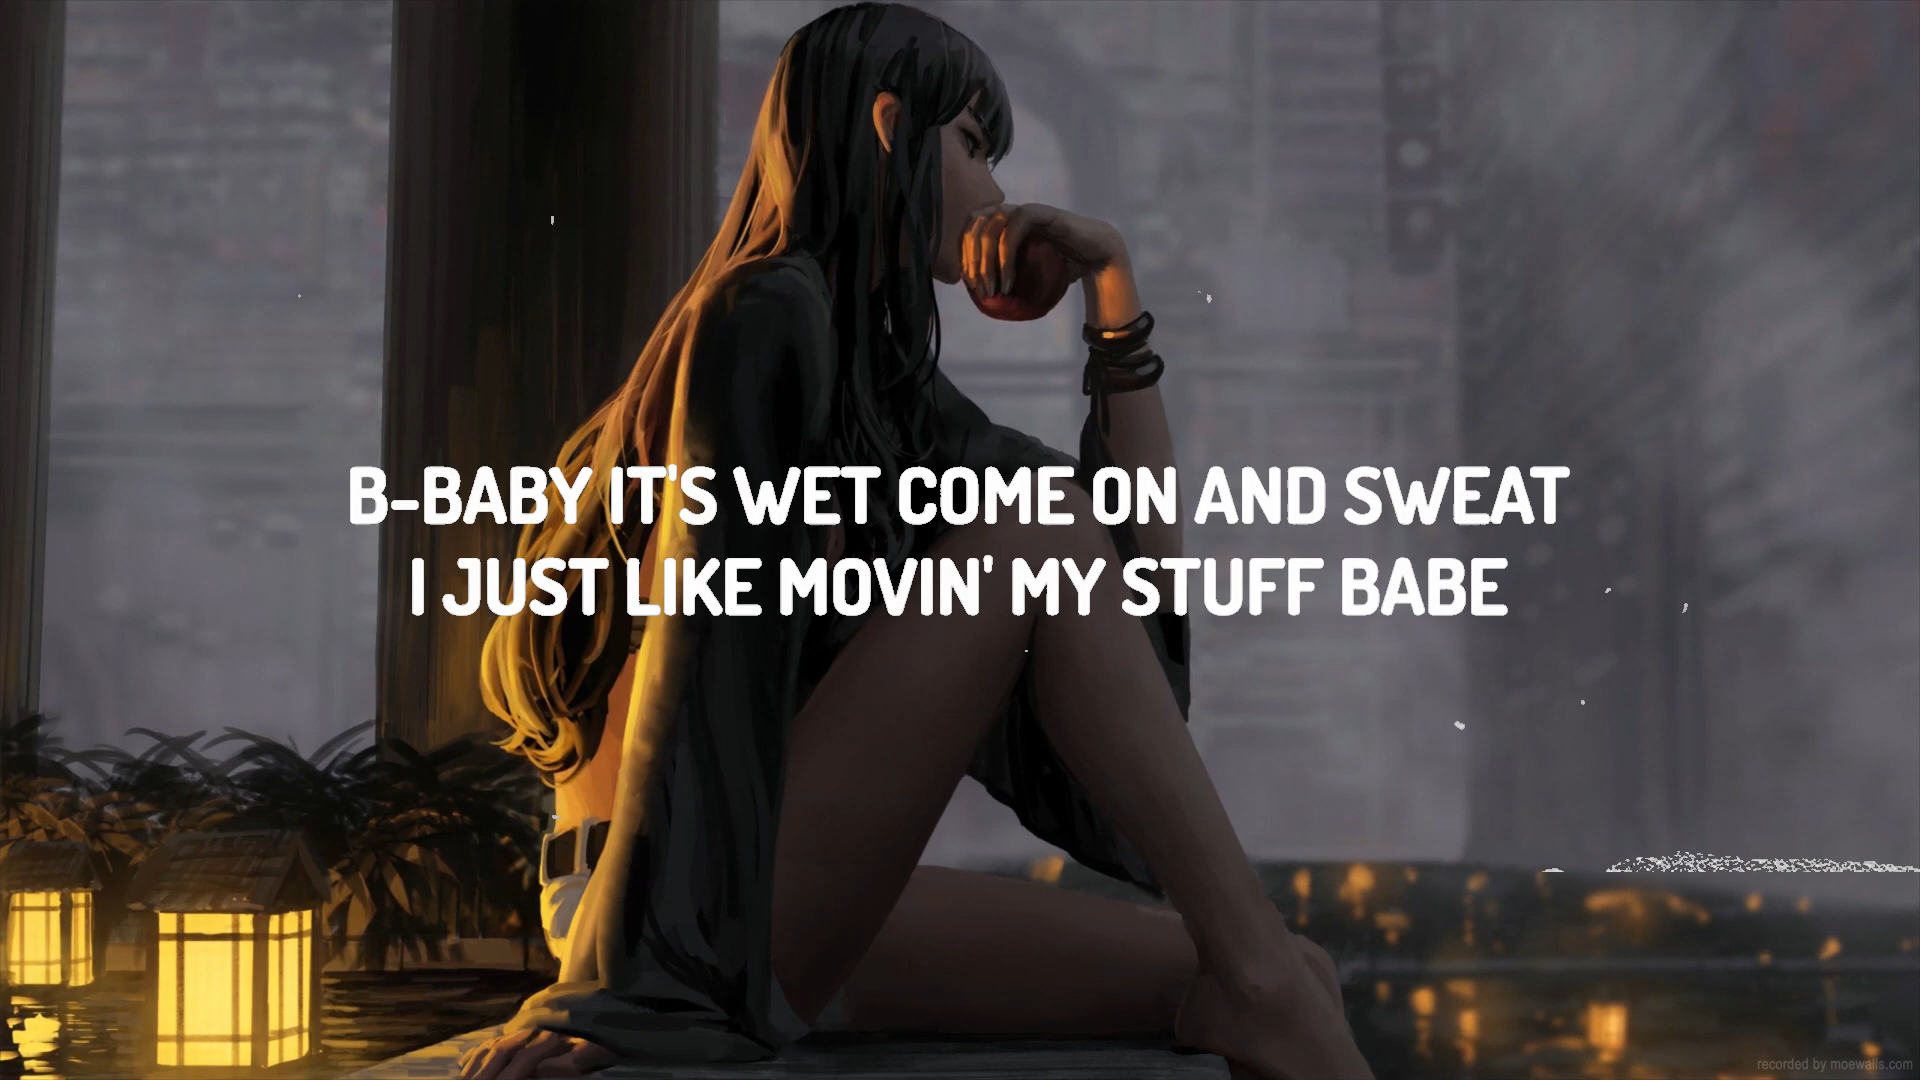 B-BABY IT'S WET COME ON AND SWEAT
I JUST LIKE MOVIN' MY STUFF BABE
recorded by moewalls.com